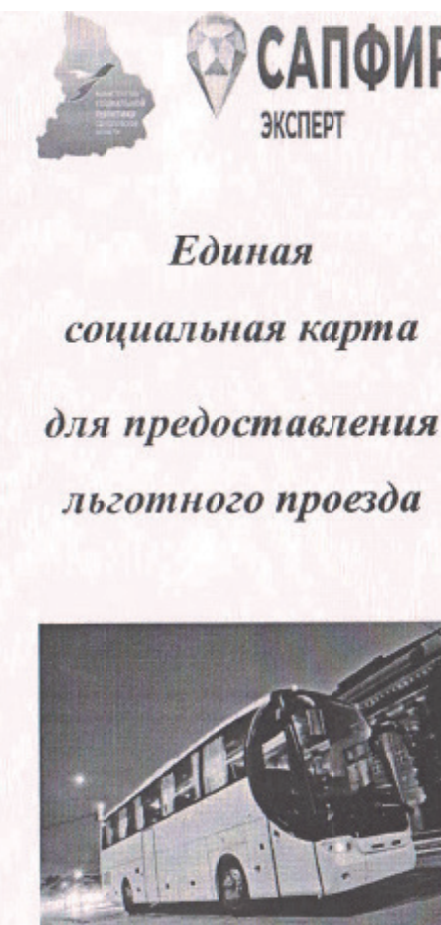 САПФИР
ЭКСПЕРТ
Единая
социальная карта
для предоставления
льготного проезда